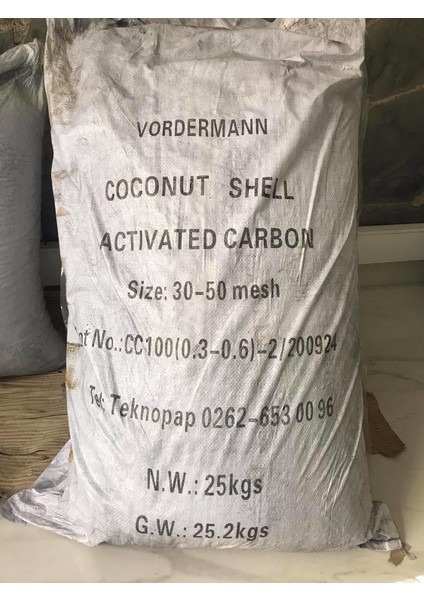 VORDERMANN
COCONUT SHELL
ACTIVATED CARBON
Size: 30-50 mesh
No.:CC100(0.3-0.6)-2/200924
Tel: Teknopap 0262-653 00 96
N.W.: 25kgs
G.W.: 25.2kgs